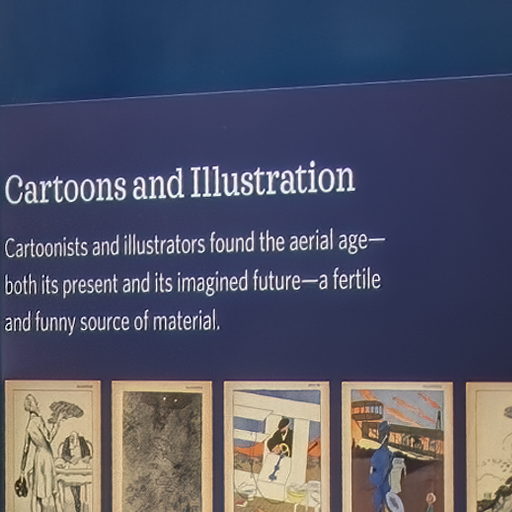 Cartoons and Illustration
Cartoonists and illustrators found the aerial age—
both its present and its imagined future—a fertile
and funny source of material.